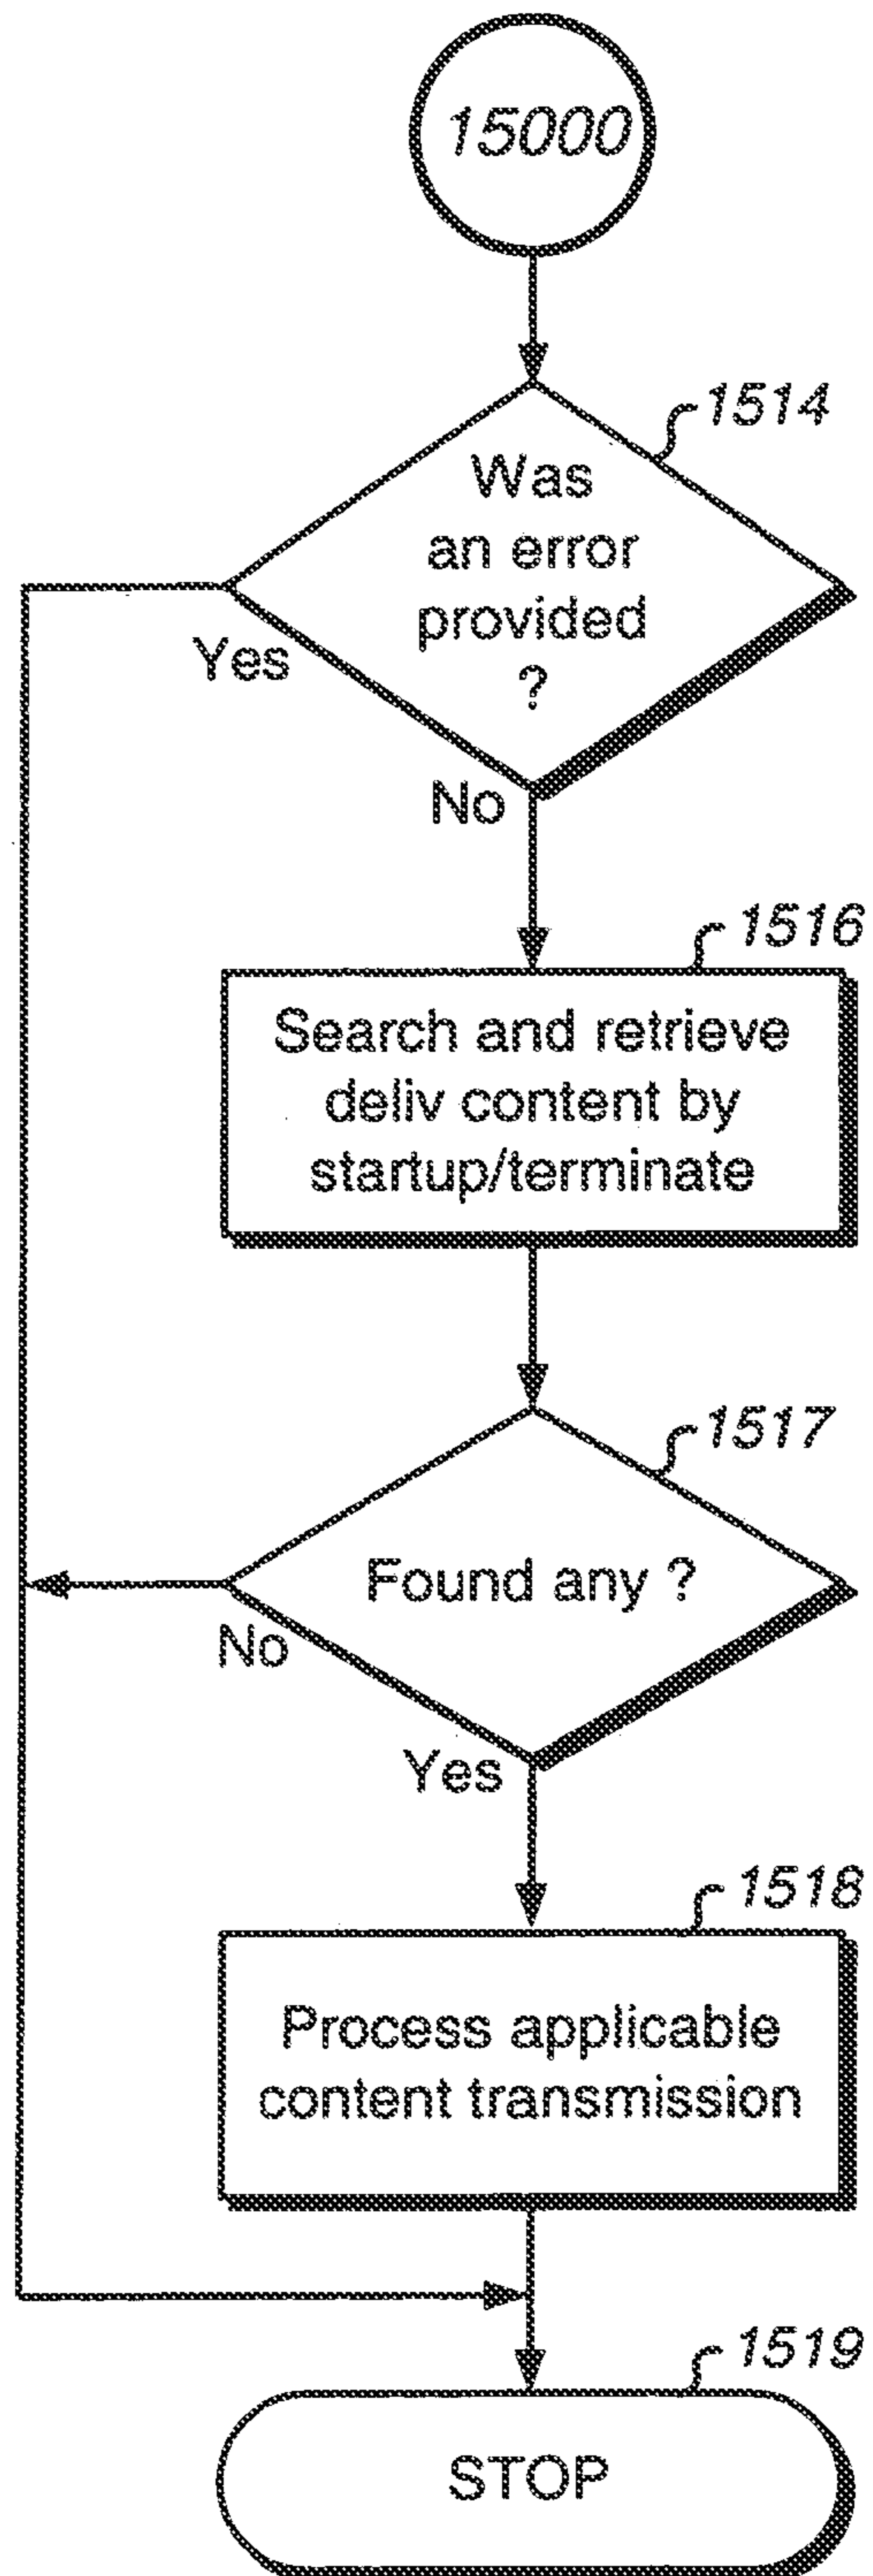 15000
1514
Was
an error
provided
?
Yes
No
1516
Search and retrieve
deliv content by
startup/terminate
1517
Found any ?
No
Yes
1518
Process applicable
content transmission
1519
STOP